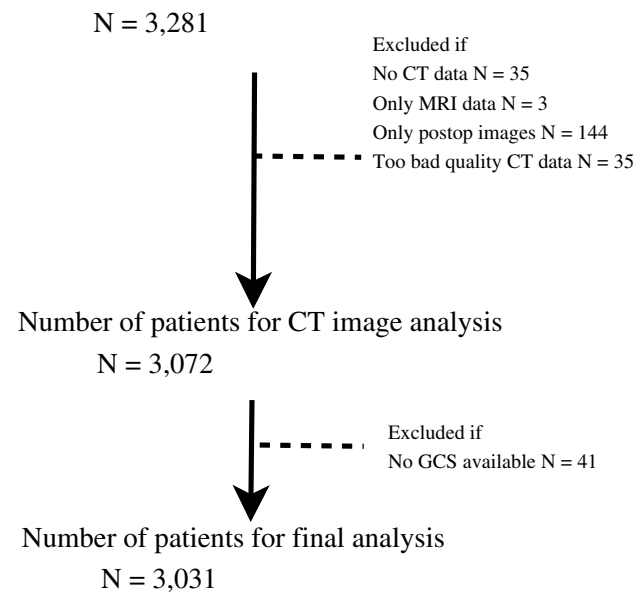 N = 3,281
Excluded if
No CT data N = 35
Only MRI data N = 3
Only postop images N = 144
Too bad quality CT data N = 35
Number of patients for CT image analysis
N = 3,072
Excluded if
No GCS available N = 41
Number of patients for final analysis
N = 3,031